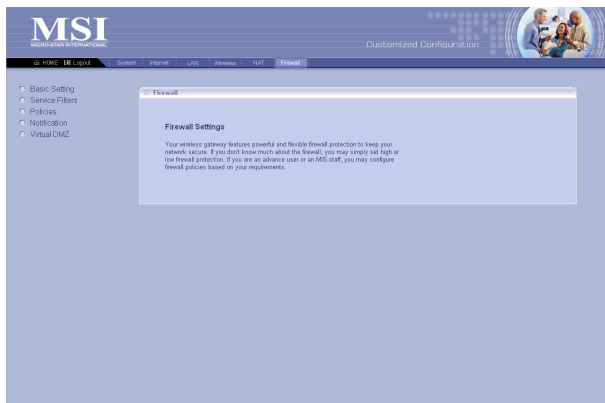 MSI
MICRO-STAR INTERNATIONAL
Customized Configuration
HOME Logout System Internet LAN Wireless NAT Firewall
Basic Setting
Service Filters
Policies
Notification
Virtual DMZ
Firewall
Firewall Settings
Your wireless gateway features powerful and flexible firewall protection to keep your
network secure. If you don't know much about the firewall, you may simply set high or
low firewall protection. If you are an advance user or an MIS staff, you may configure
firewall policies based on your requirements.